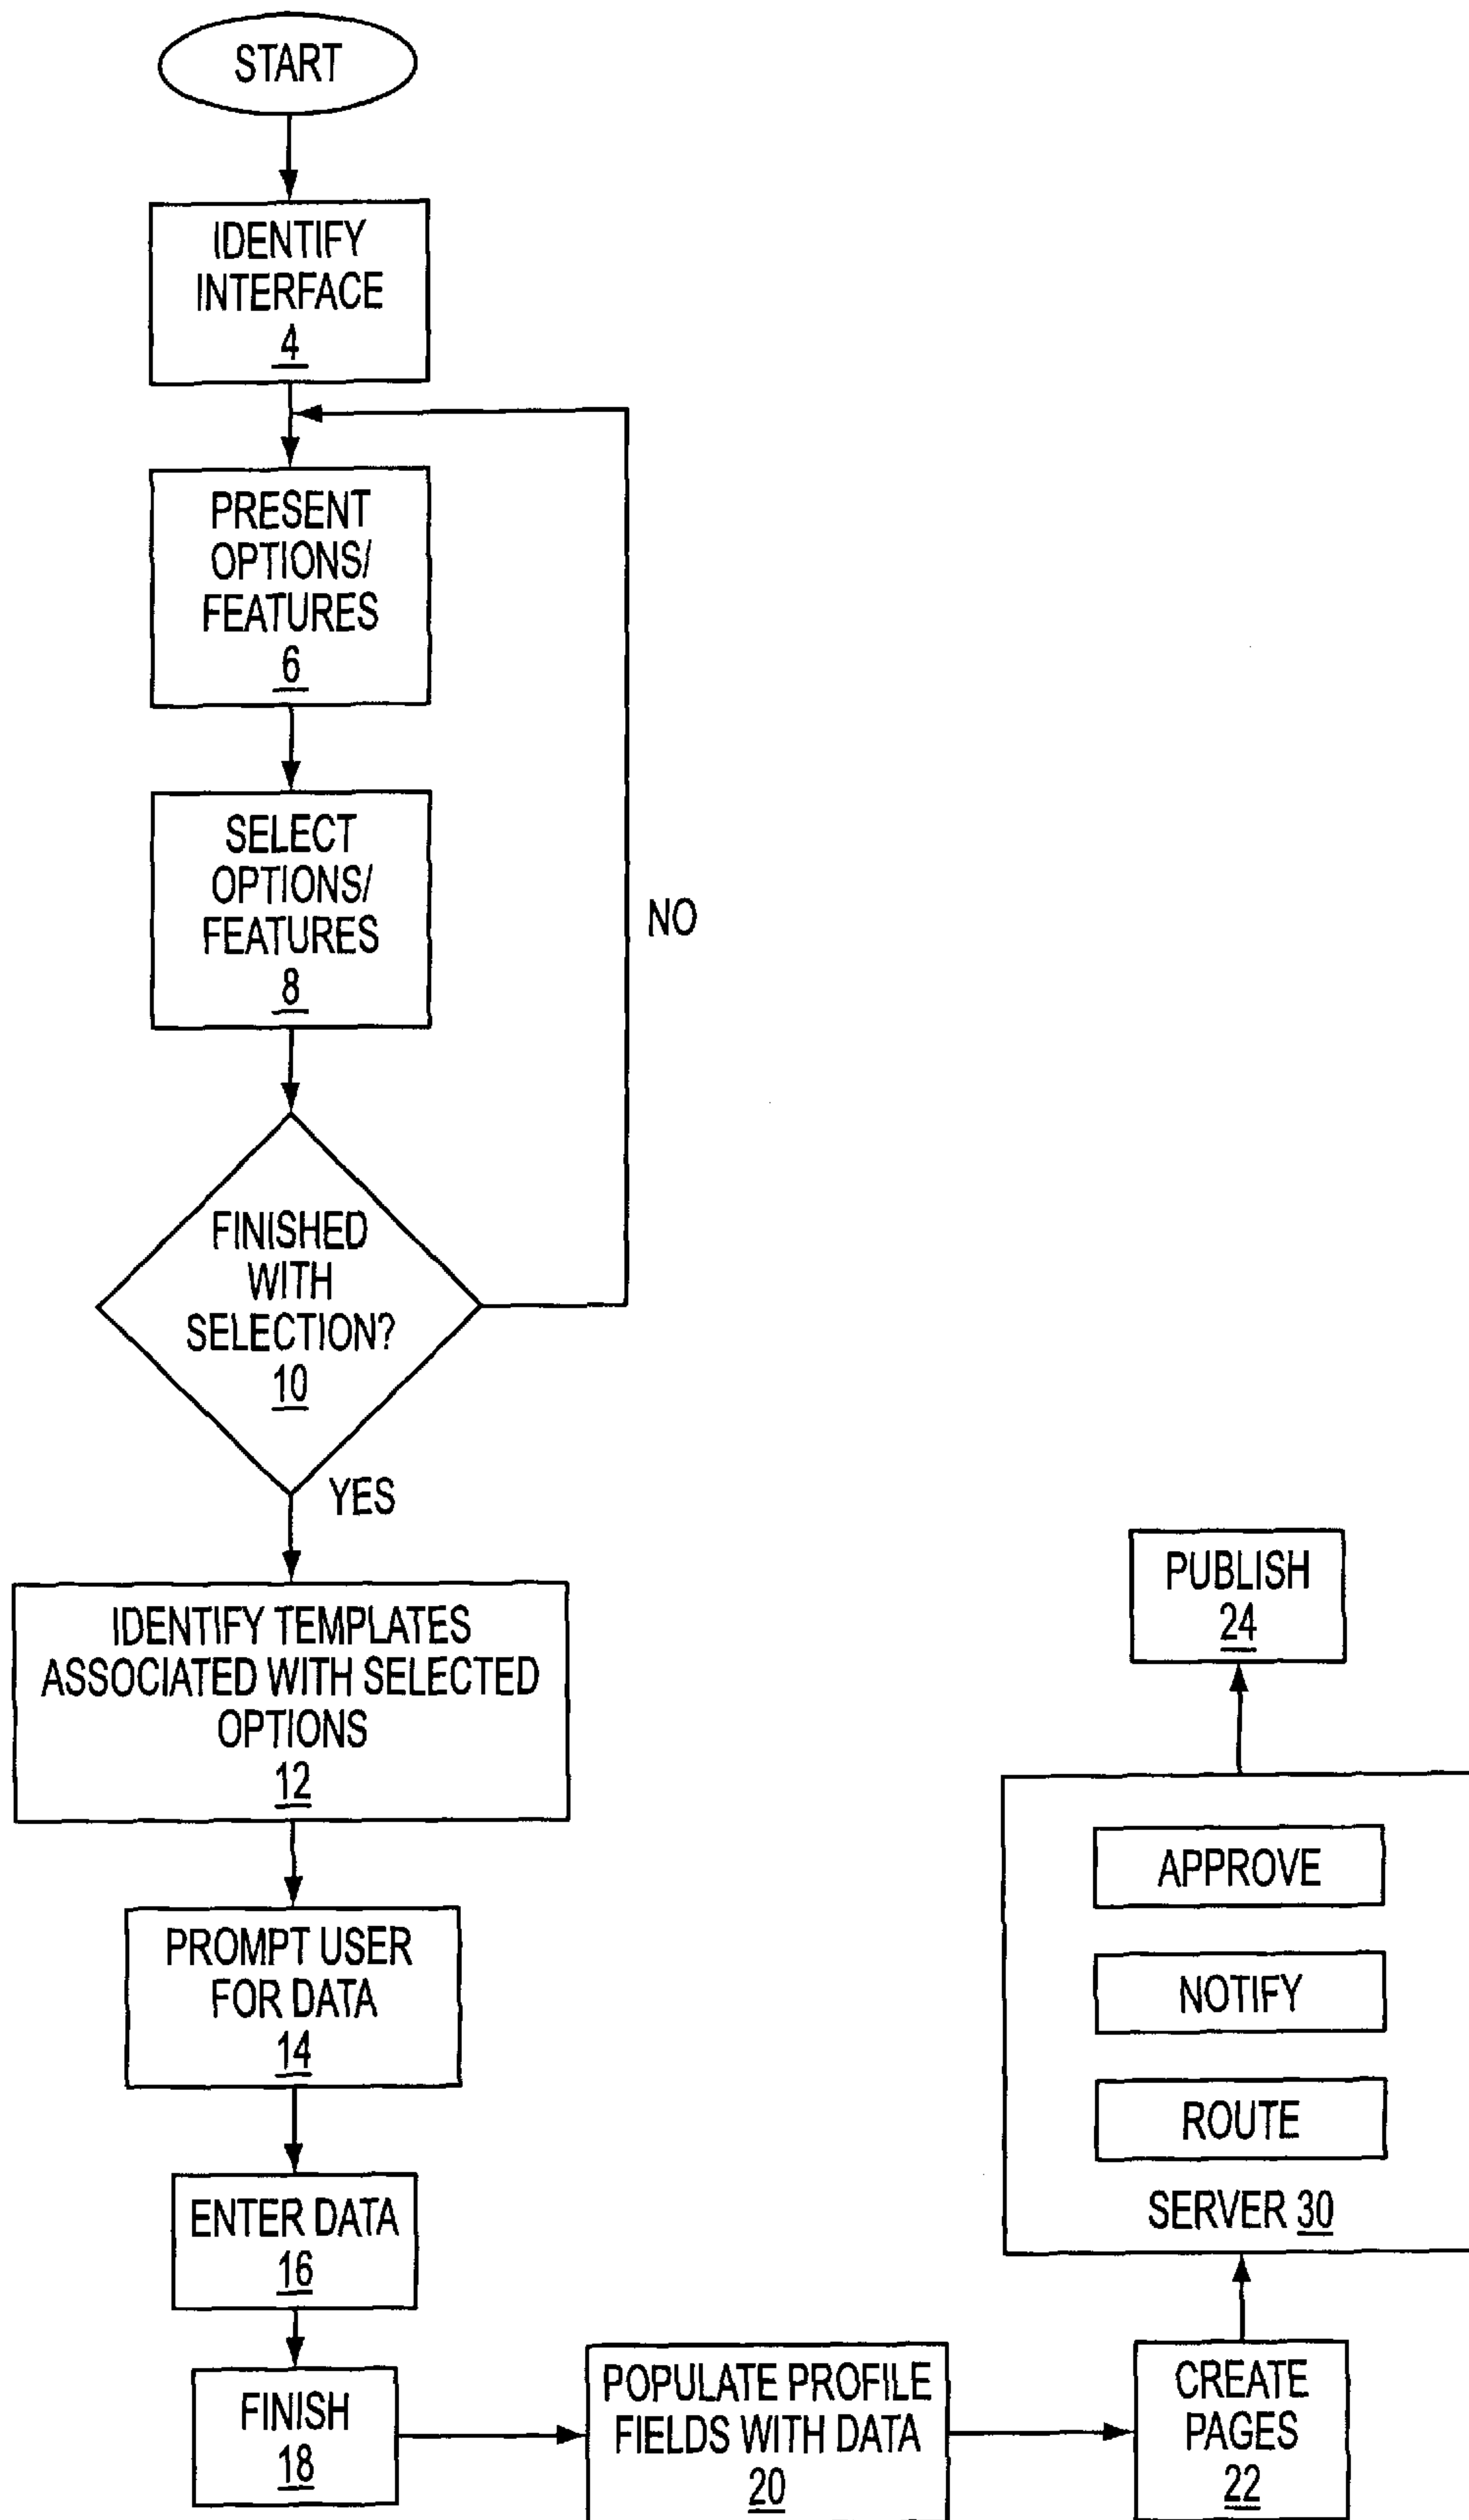 START
IDENTIFY
INTERFACE
4
PRESENT
OPTIONS/
FEATURES
6
SELECT
OPTIONS/
FEATURES
8
NO
FINISHED
WITH
SELECTION?
10
YES
IDENTIFY TEMPLATES
ASSOCIATED WITH SELECTED
OPTIONS
12
PROMPT USER
FOR DATA
14
ENTER DATA
16
FINISH
18
POPULATE PROFILE
FIELDS WITH DATA
20
CREATE
PAGES
22
PUBLISH
24
APPROVE
NOTIFY
ROUTE
SERVER 30